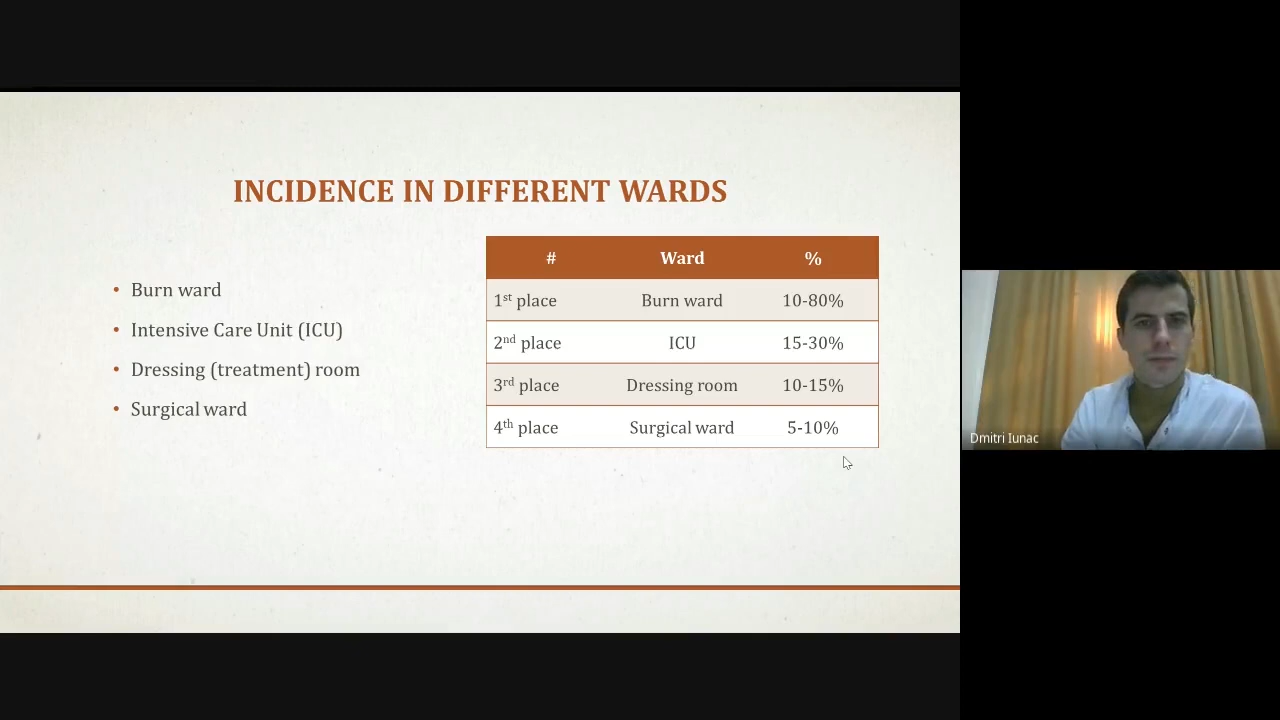 INCIDENCE IN DIFFERENT WARDS
• Burn ward
• Intensive Care Unit (ICU)
• Dressing (treatment) room
• Surgical ward
# Ward %
1st place Burn ward 10-80%
2nd place ICU 15-30%
3rd place Dressing room 10-15%
4th place Surgical ward 5-10%
Dmitri Iunac